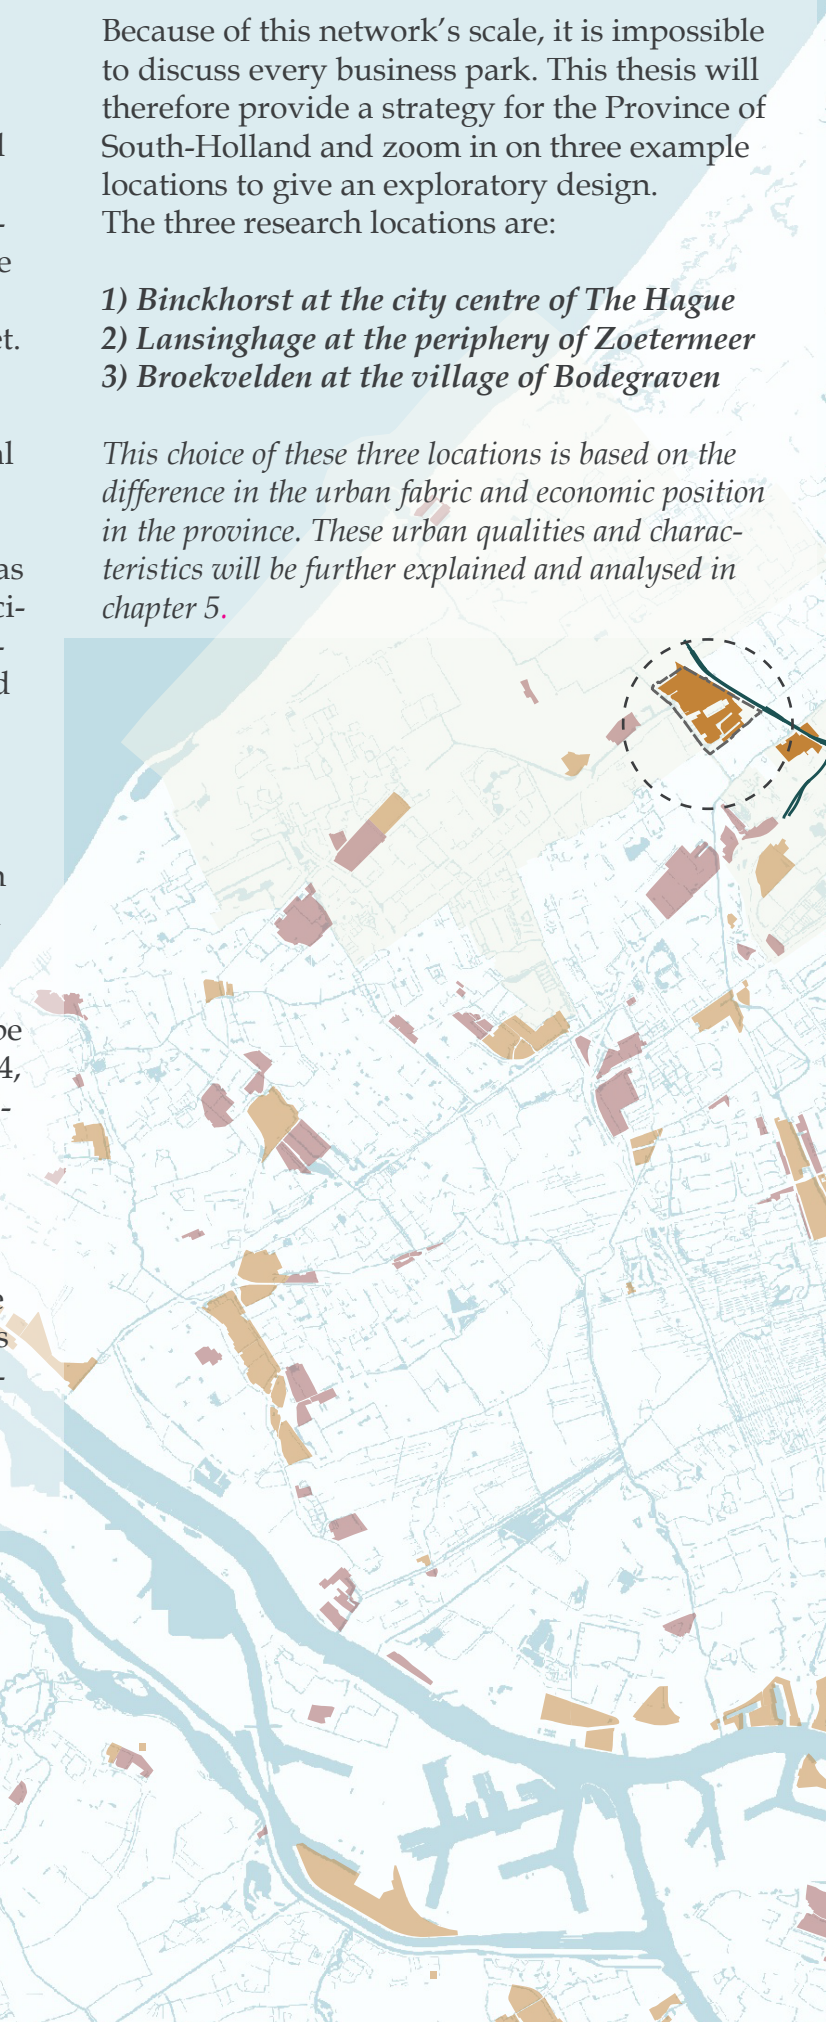 Because of this network’s scale, it is impossible
to discuss every business park. This thesis will
therefore provide a strategy for the Province of
South-Holland and zoom in on three example
locations to give an exploratory design.
The three research locations are:
1) Binckhorst at the city centre of The Hague
2) Lansinghage at the periphery of Zoetermeer
3) Broekvelden at the village of Bodegraven
This choice of these three locations is based on the
difference in the urban fabric and economic position
in the province. These urban qualities and charac-
teristics will be further explained and analysed in
chapter 5.